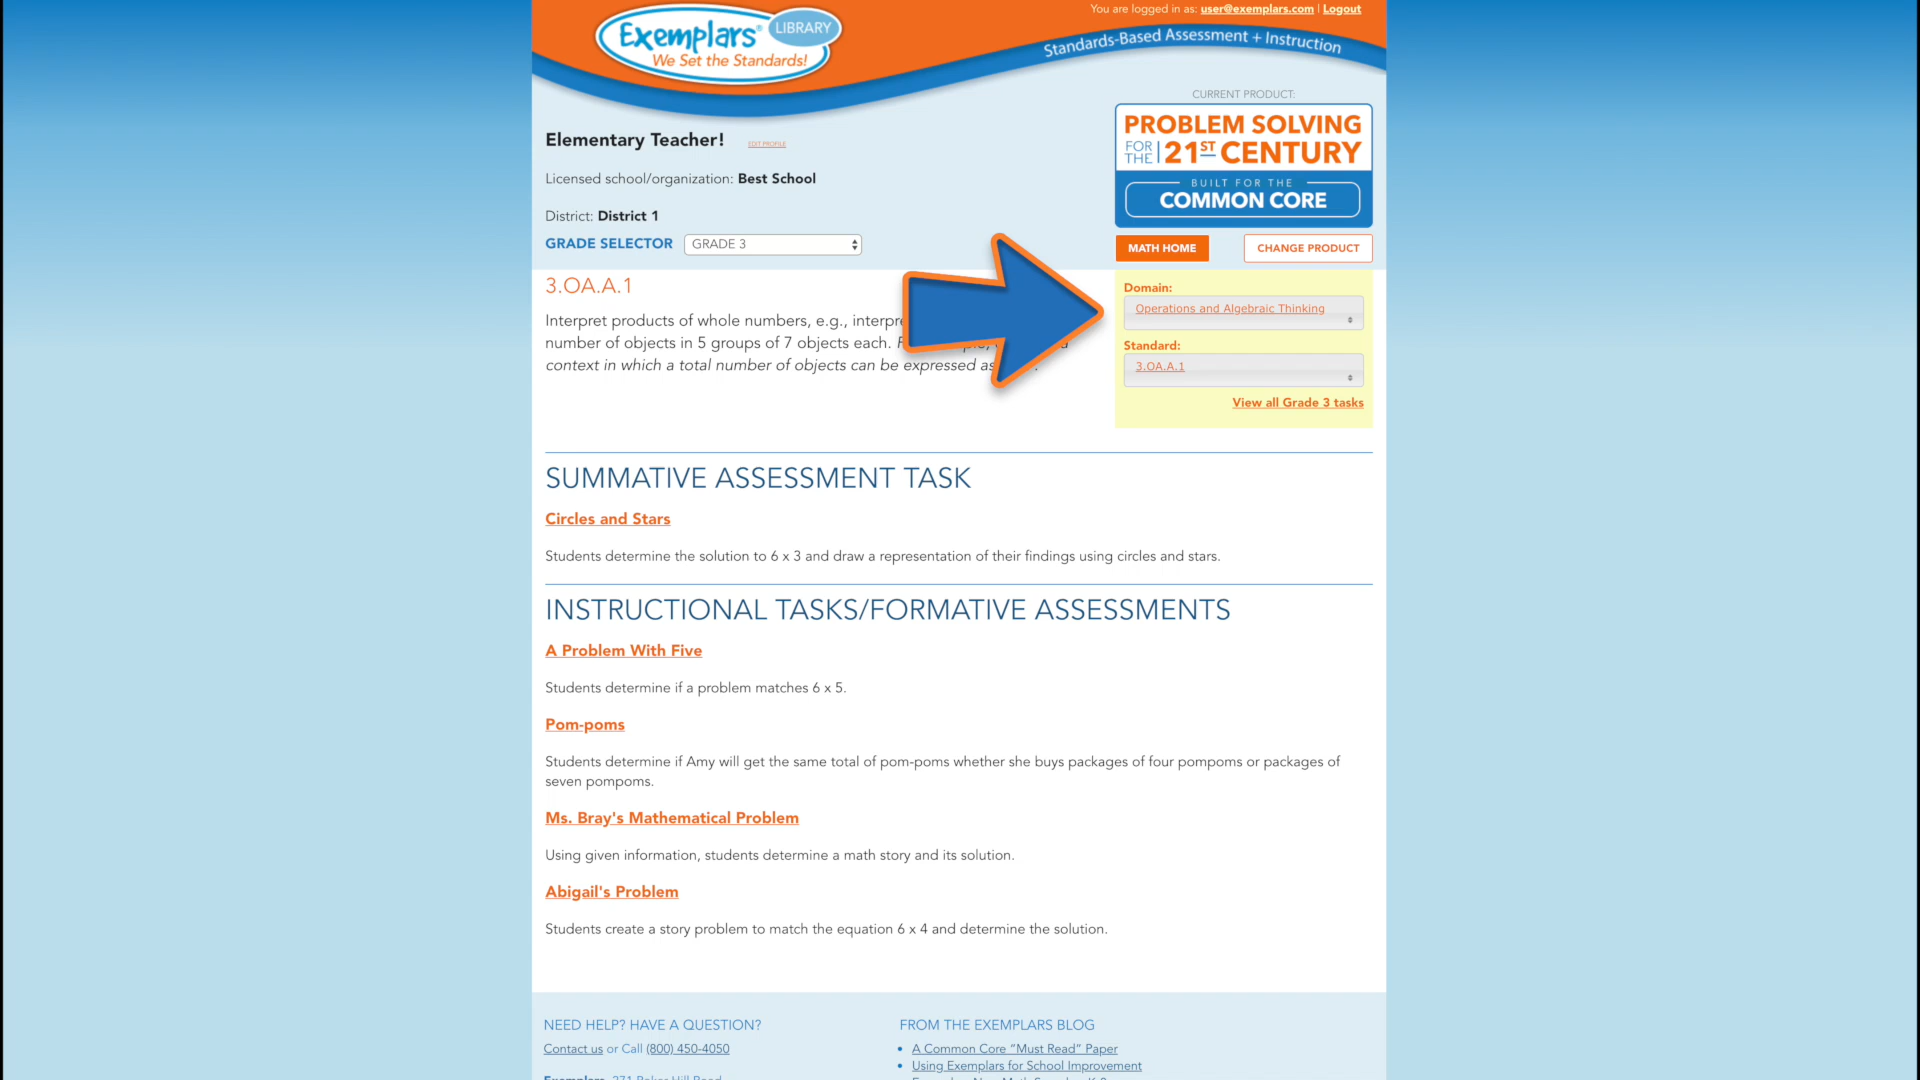 You are logged in as: user@exemplars.com | Logout
Exemplars® LIBRARY
We Set the Standards!
Standards-Based Assessment + Instruction
CURRENT PRODUCT:
PROBLEM SOLVING
FOR THE 21ST CENTURY
BUILT FOR THE
COMMON CORE
Elementary Teacher! EDIT PROFILE
Licensed school/organization: Best School
District: District 1
GRADE SELECTOR GRADE 3
MATH HOME CHANGE PRODUCT
3.OA.A.1
Interpret products of whole numbers, e.g.,
number of objects in 5 groups of 7 objects each.
context in which a total number of objects can be expressed
Domain:
Operations and Algebraic Thinking
Standard:
3.OA.A.1
View all Grade 3 tasks
SUMMATIVE ASSESSMENT TASK
Circles and Stars
Students determine the solution to 6 x 3 and draw a representation of their findings using circles and stars.
INSTRUCTIONAL TASKS/FORMATIVE ASSESSMENTS
A Problem With Five
Students determine if a problem matches 6 x 5.
Pom-poms
Students determine if Amy will get the same total of pom-poms whether she buys packages of four pompoms or packages of
seven pompoms.
Ms. Bray's Mathematical Problem
Using given information, students determine a math story and its solution.
Abigail's Problem
Students create a story problem to match the equation 6 x 4 and determine the solution.
NEED HELP? HAVE A QUESTION?
Contact us or Call (800) 450-4050
FROM THE EXEMPLARS BLOG
• A Common Core “Must Read” Paper
• Using Exemplars for School Improvement